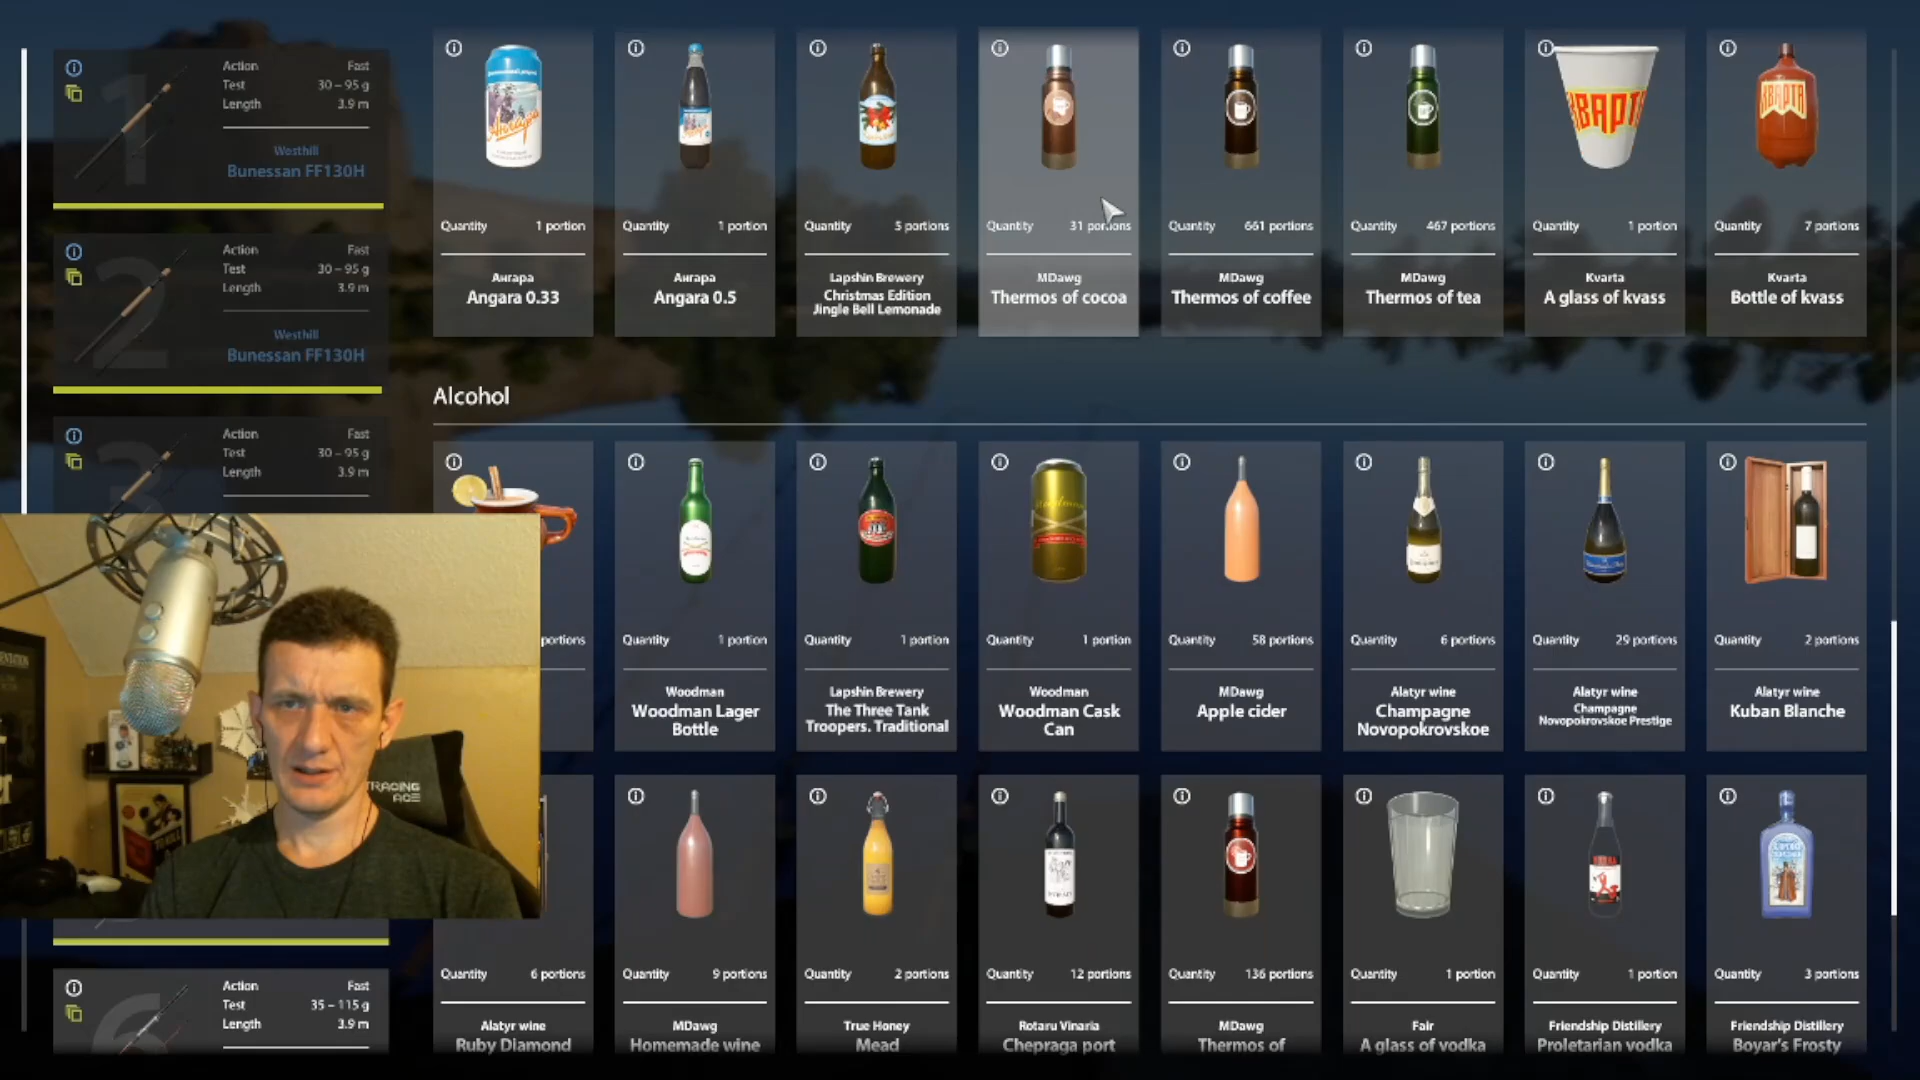 Action Fast
Test 30 – 95 g
Length 3.9 m
Westhill
Bunessan FF130H
Action Fast
Test 30 – 95 g
Length 3.9 m
Westhill
Bunessan FF130H
Action Fast
Test 30 – 95 g
Length 3.9 m
Action Fast
Test 35 – 115 g
Length 3.9 m
Quantity 1 portion
Ангара
Angara 0.33
Quantity 1 portion
Ангара
Angara 0.5
Quantity 5 portions
Lapshin Brewery
Christmas Edition
Jingle Bell Lemonade
Quantity 31 portions
MDawg
Thermos of cocoa
Quantity 661 portions
MDawg
Thermos of coffee
Quantity 467 portions
MDawg
Thermos of tea
КВАРТА
Quantity 1 portion
Kvarta
A glass of kvass
КВАРТА
Quantity 7 portions
Kvarta
Bottle of kvass
Alcohol
portions
Quantity 1 portion
Woodman
Woodman Lager
Bottle
Quantity 1 portion
Lapshin Brewery
The Three Tank
Troopers. Traditional
Quantity 1 portion
Woodman
Woodman Cask
Can
Quantity 58 portions
MDawg
Apple cider
Quantity 6 portions
Alatyr wine
Champagne
Novopokrovskoe
Quantity 29 portions
Alatyr wine
Champagne
Novopokrovskoe Prestige
Quantity 2 portions
Alatyr wine
Kuban Blanche
Quantity 6 portions
Alatyr wine
Ruby Diamond
Quantity 9 portions
MDawg
Homemade wine
Quantity 2 portions
True Honey
Mead
Quantity 12 portions
Rotaru Vinaria
Chepraga port
Quantity 136 portions
MDawg
Thermos of
Quantity 1 portion
Fair
A glass of vodka
Quantity 1 portion
Friendship Distillery
Proletarian vodka
Quantity 3 portions
Friendship Distillery
Boyar's Frosty